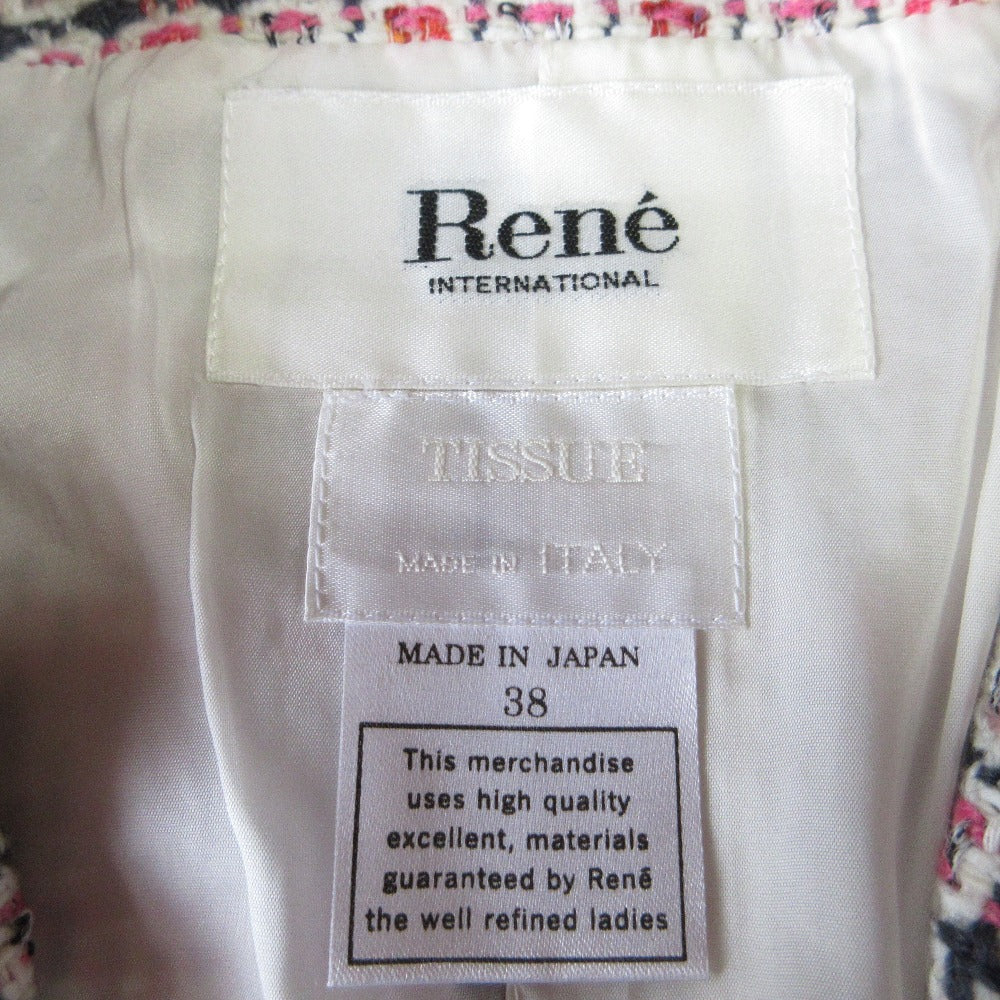 René
INTERNATIONAL
TISSUE
MADE IN ITALY
MADE IN JAPAN
38
This merchandise
uses high quality
excellent, materials
guaranteed by René
the well refined ladies